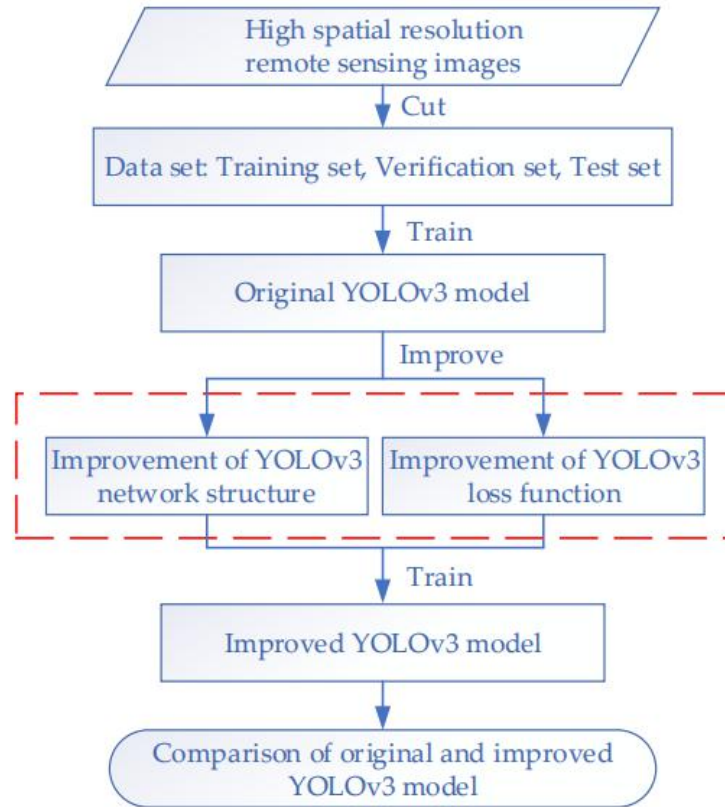 High spatial resolution
remote sensing images
Cut
Data set: Training set, Verification set, Test set
Train
Original YOLOv3 model
Improve
Improvement of YOLOv3
network structure
Improvement of YOLOv3
loss function
Train
Improved YOLOv3 model
Comparison of original and improved
YOLOv3 model